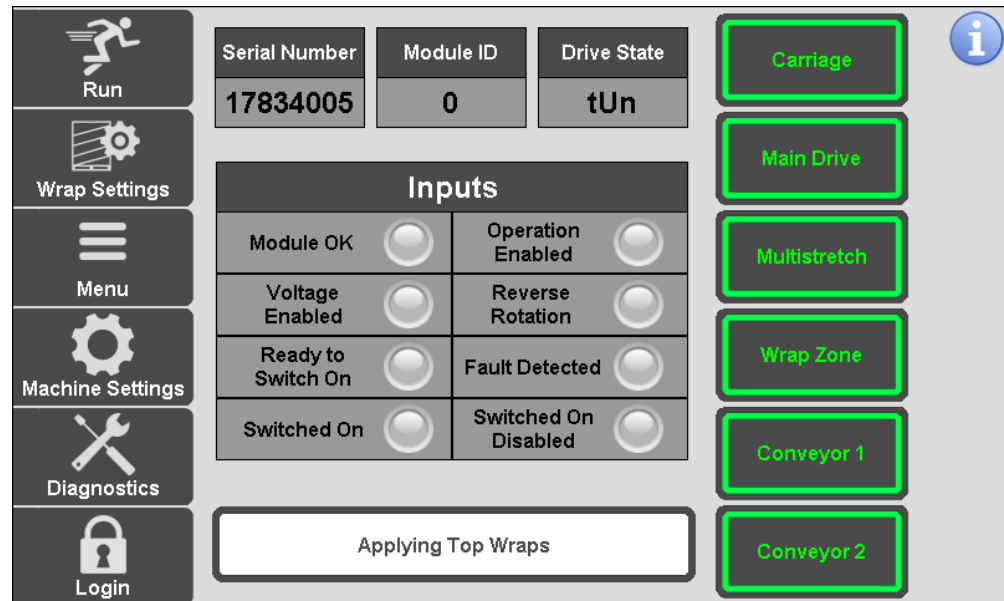 Run
Wrap Settings
Menu
Machine Settings
Diagnostics
Login
Serial Number
17834005
Module ID
0
Drive State
tUn
Inputs
Module OK
Operation
Enabled
Voltage
Enabled
Reverse
Rotation
Ready to
Switch On
Fault Detected
Switched On
Switched On
Disabled
Applying Top Wraps
Carriage
Main Drive
Multistretch
Wrap Zone
Conveyor 1
Conveyor 2
i